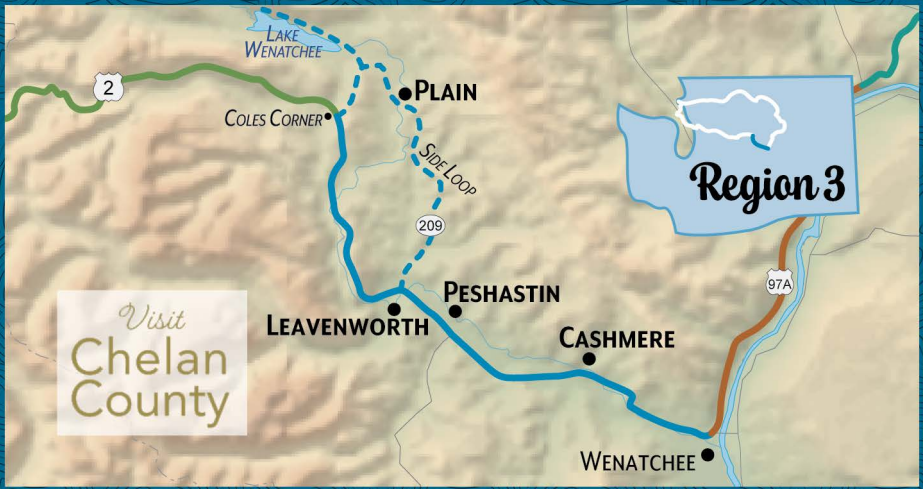 LAKE
WENATCHEE
2
PLAIN
COLES CORNER
SIDE LOOP
Region 3
209
97A
PESHASTIN
LEAVENWORTH
Visit
Chelan
County
CASHMERE
WENATCHEE